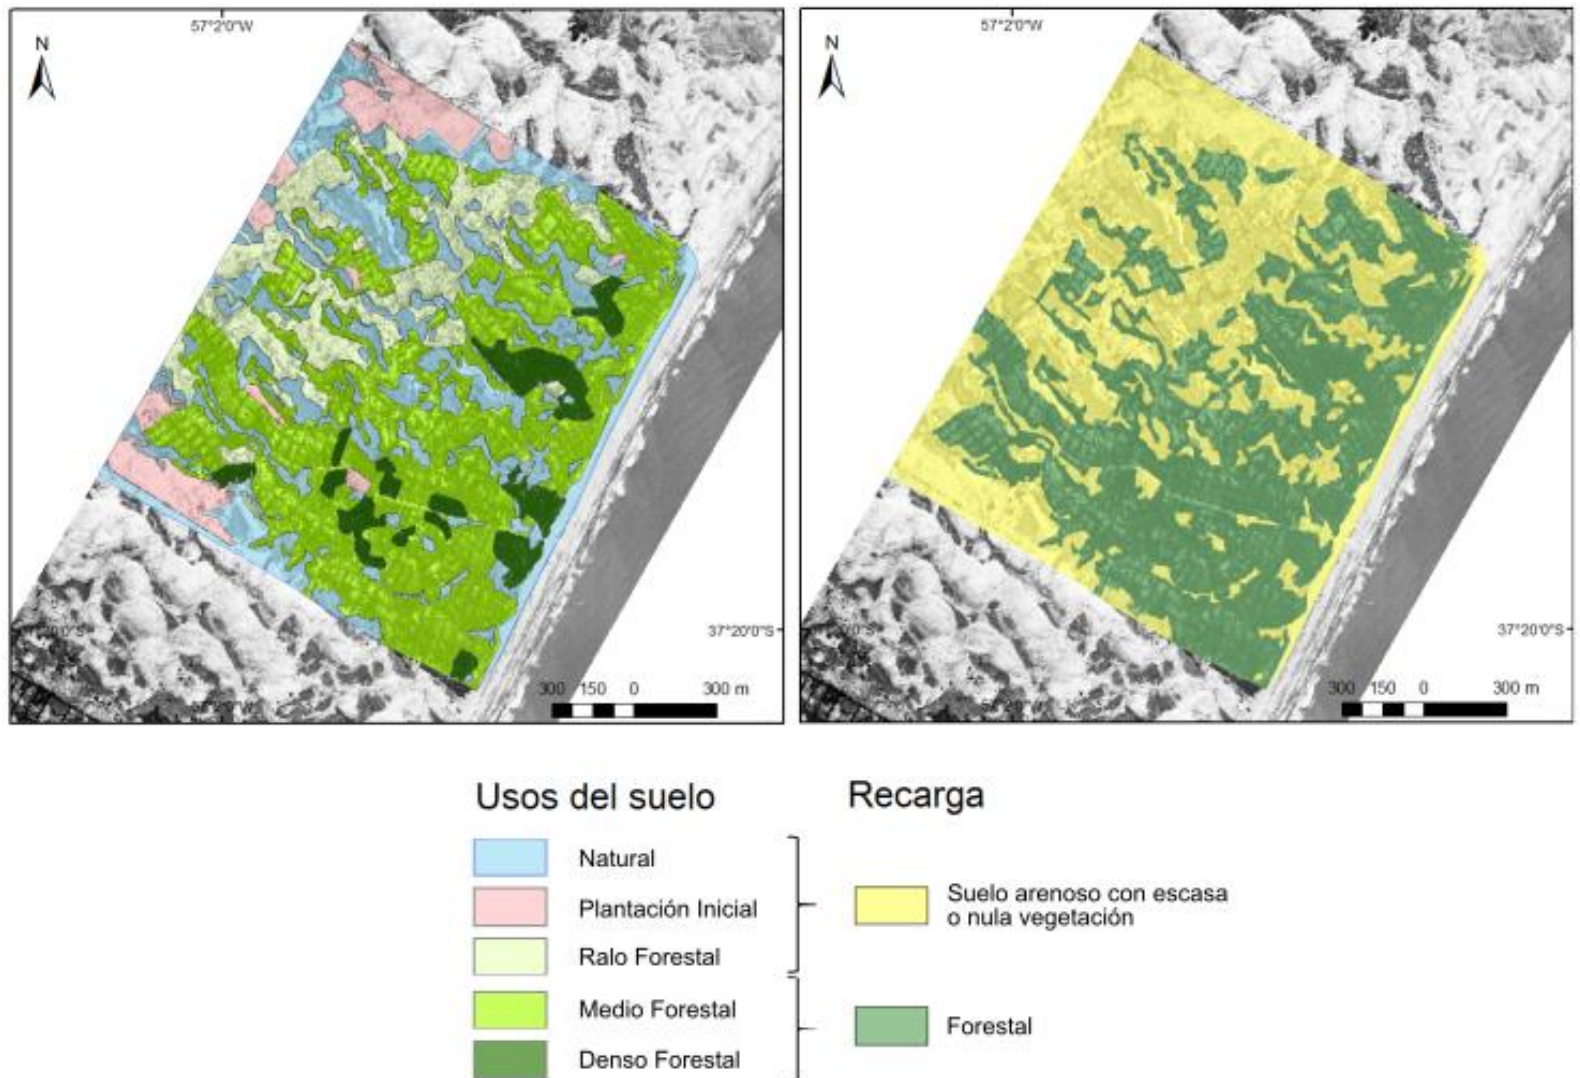 57°2'0"W
N
37°20'0"S
300 150 0 300 m
57°2'0"W
N
37°20'0"S
300 150 0 300 m
Usos del suelo
Natural
Plantación Inicial
Ralo Forestal
Medio Forestal
Denso Forestal
Recarga
Suelo arenoso con escasa
o nula vegetación
Forestal